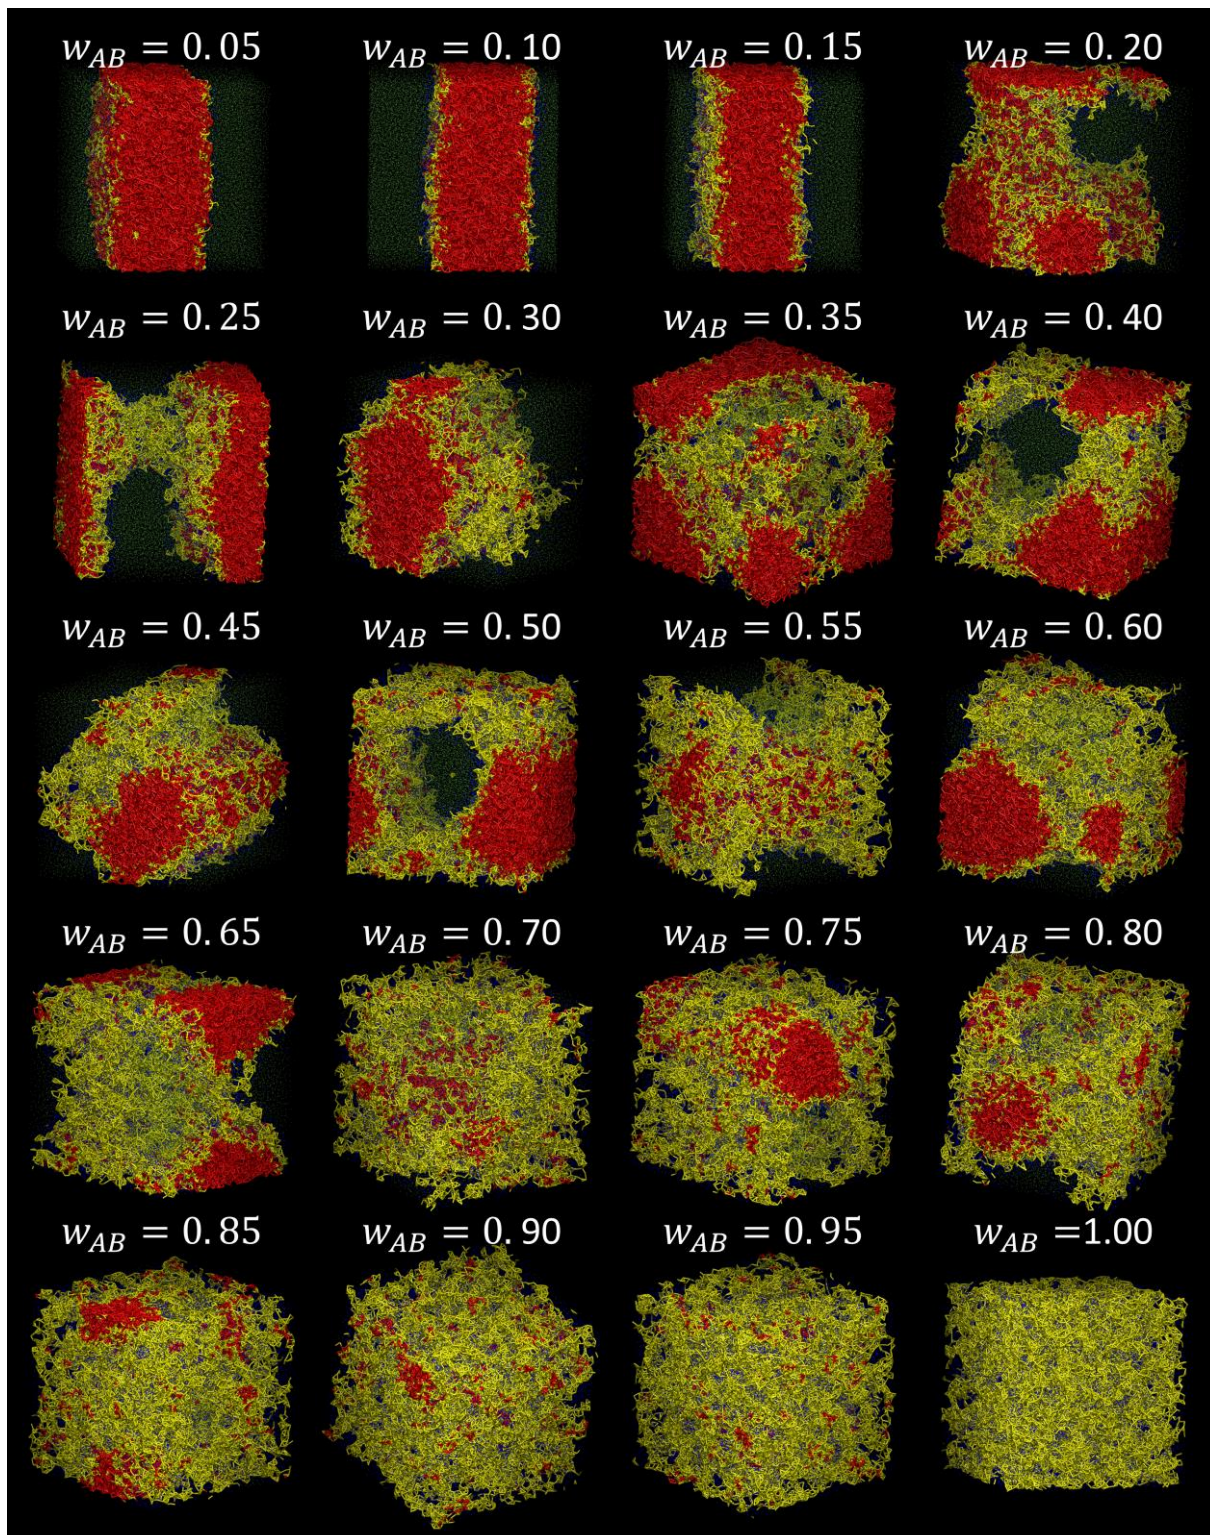 w_AB = 0.05 w_AB = 0.10 w_AB = 0.15 w_AB = 0.20
w_AB = 0.25 w_AB = 0.30 w_AB = 0.35 w_AB = 0.40
w_AB = 0.45 w_AB = 0.50 w_AB = 0.55 w_AB = 0.60
w_AB = 0.65 w_AB = 0.70 w_AB = 0.75 w_AB = 0.80
w_AB = 0.85 w_AB = 0.90 w_AB = 0.95 w_AB =1.00